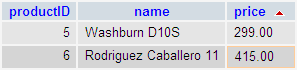 productID name price
5 Washburn D10S 299.00
6 Rodriguez Caballero 11 415.00